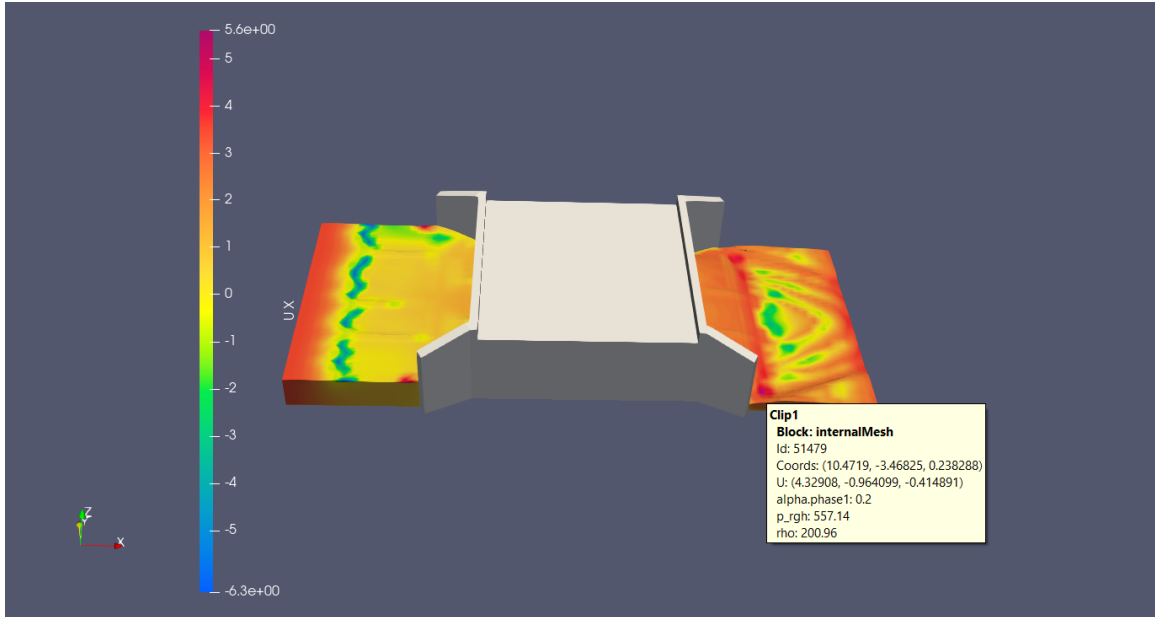 5.6e+00
5
4
3
2
1
0
-1
-2
-3
-4
-5
-6.3e+00
U X
Clip1
Block: internalMesh
Id: 51479
Coords: (10.4719, -3.46825, 0.238288)
U: (4.32908, -0.964099, -0.414891)
alpha.phase1: 0.2
p_rgh: 557.14
rho: 200.96
Z
Y
X